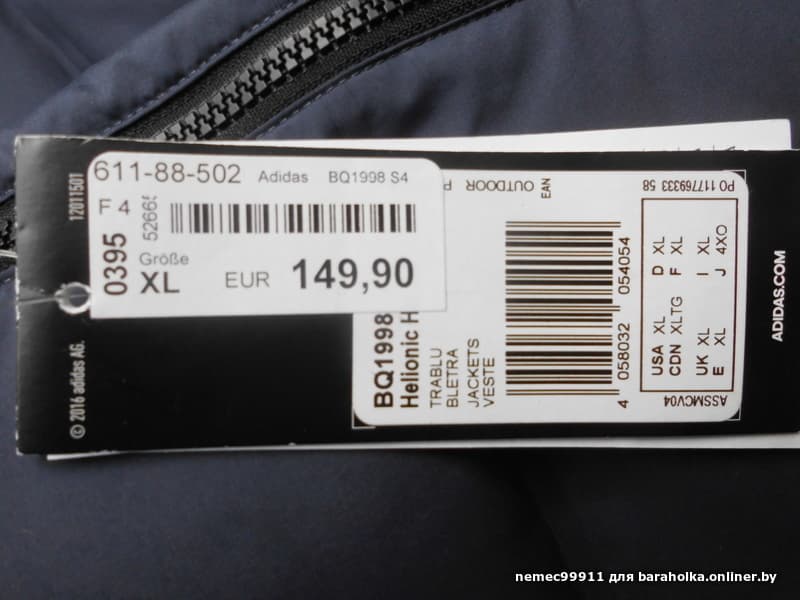 611-88-502 Adidas BQ1998 S4
F 4
0395
Größe
XL EUR 149,90
12011501
© 2016 adidas AG.
OUTDOOR
EAN
PO 117769333 58
BQ1998
Helionic H
TRABLU
BLETRA
JACKETS
VESTE
4 058032 054054
USA XL D XL
CDN XLTG F XL
UK XL I XL
E XL J 4XO
ASSMCV04
ADIDAS.COM
nemec99911 для baraholka.onliner.by